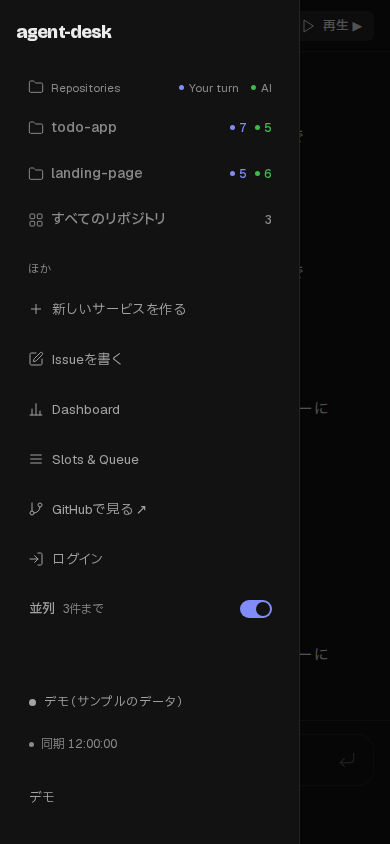 agent-desk
再生 ▶
Repositories Your turn AI
todo-app 7 5
landing-page 5 6
すべてのリポジトリ 3
ほか
新しいサービスを作る
Issueを書く
Dashboard
ーに
Slots & Queue
GitHubで見る ↗
ログイン
並列 3件まで
ーに
デモ（サンプルのデータ）
同期 12:00:00
デモ